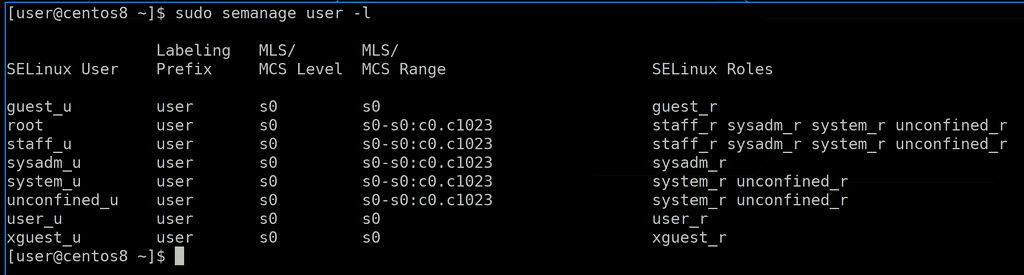 [user@centos8 ~]$ sudo semanage user -l
                Labeling   MLS/       MLS/
SELinux User    Prefix     MCS Level  MCS Range                      SELinux Roles
guest_u         user       s0         s0                             guest_r
root            user       s0         s0-s0:c0.c1023                 staff_r sysadm_r system_r unconfined_r
staff_u         user       s0         s0-s0:c0.c1023                 staff_r sysadm_r system_r unconfined_r
sysadm_u        user       s0         s0-s0:c0.c1023                 sysadm_r
system_u        user       s0         s0-s0:c0.c1023                 system_r unconfined_r
unconfined_u    user       s0         s0-s0:c0.c1023                 system_r unconfined_r
user_u          user       s0         s0                             user_r
xguest_u        user       s0         s0                             xguest_r
[user@centos8 ~]$